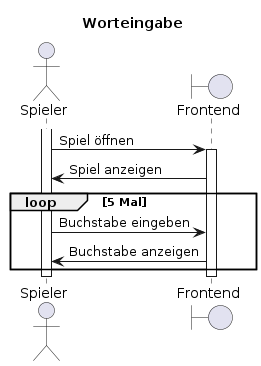 Worteingabe
Spieler Frontend
Spiel öffnen
Spiel anzeigen
loop [5 Mal]
Buchstabe eingeben
Buchstabe anzeigen
Spieler Frontend